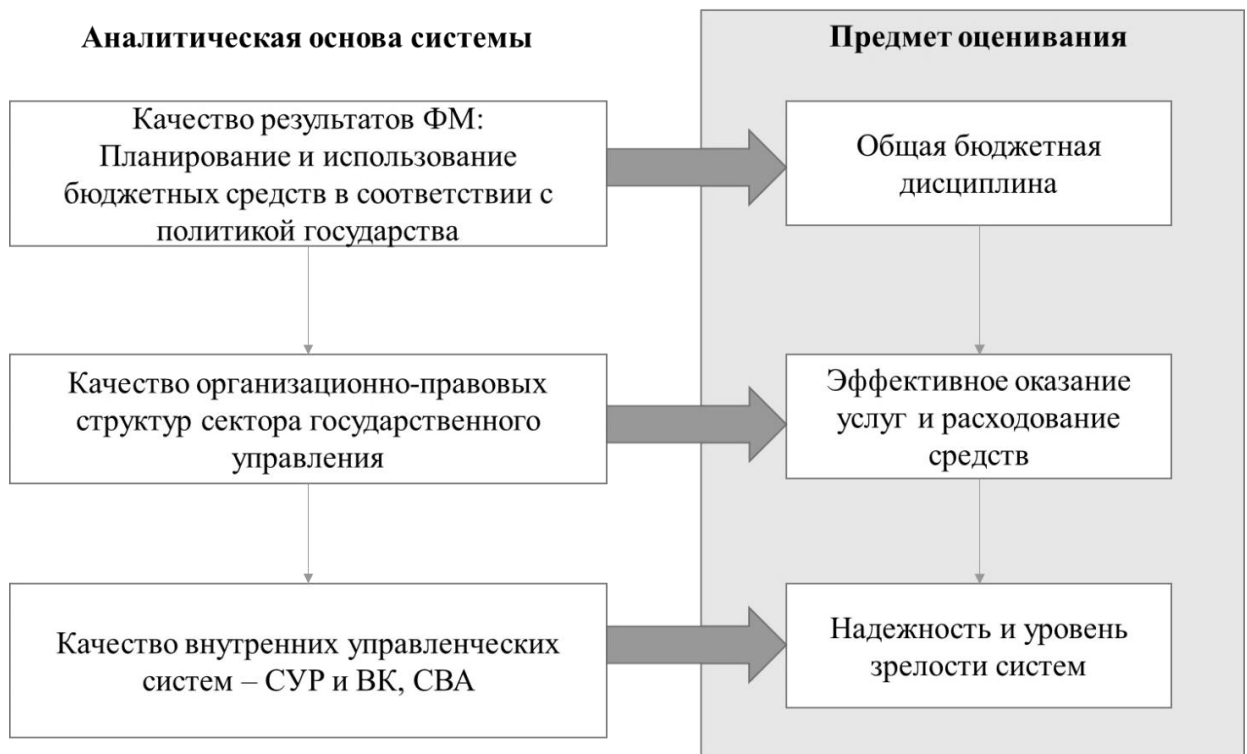 Аналитическая основа системы
Предмет оценивания
Качество результатов ФМ:
Планирование и использование
бюджетных средств в соответствии с
политикой государства
Общая бюджетная
дисциплина
Качество организационно-правовых
структур сектора государственного
управления
Эффективное оказание
услуг и расходование
средств
Качество внутренних управленческих
систем – СУР и ВК, СВА
Надежность и уровень
зрелости систем